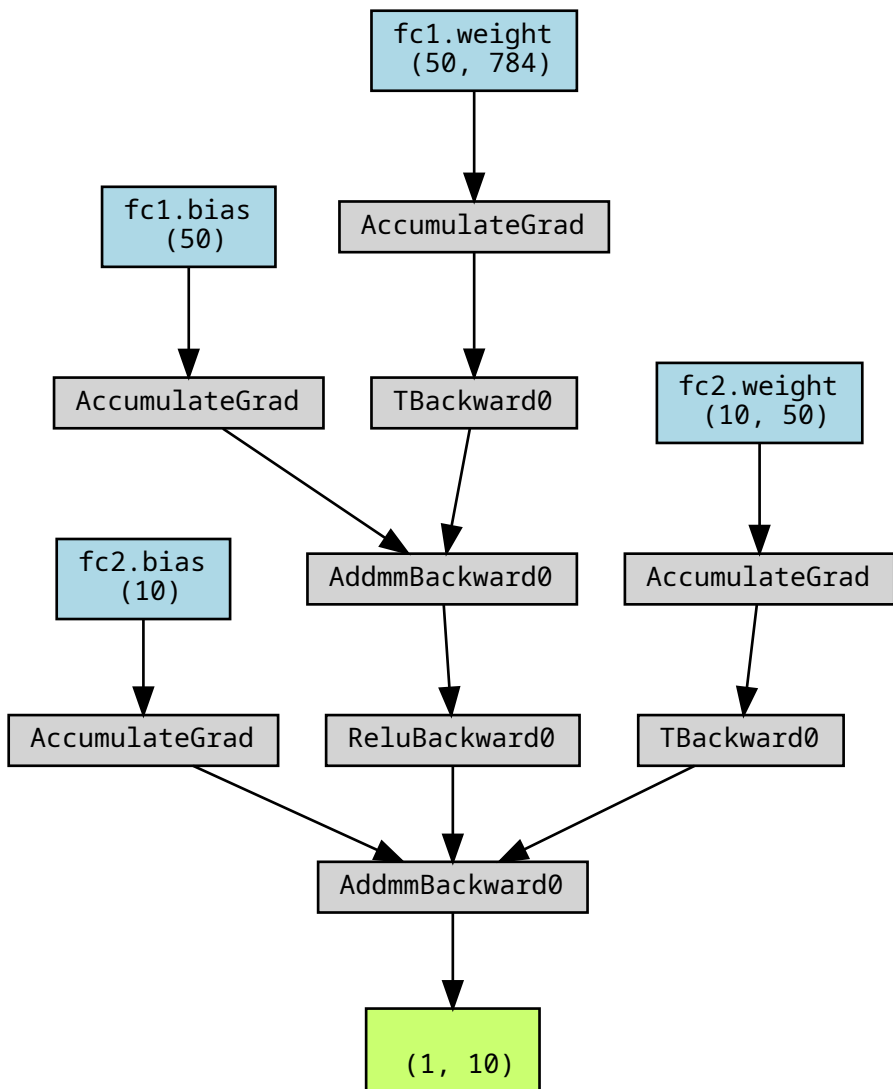 fc1.weight
(50, 784)
fc1.bias
(50)
AccumulateGrad
AccumulateGrad
TBackward0
fc2.weight
(10, 50)
fc2.bias
(10)
AddmmBackward0
AccumulateGrad
AccumulateGrad
ReluBackward0
TBackward0
AddmmBackward0
(1, 10)